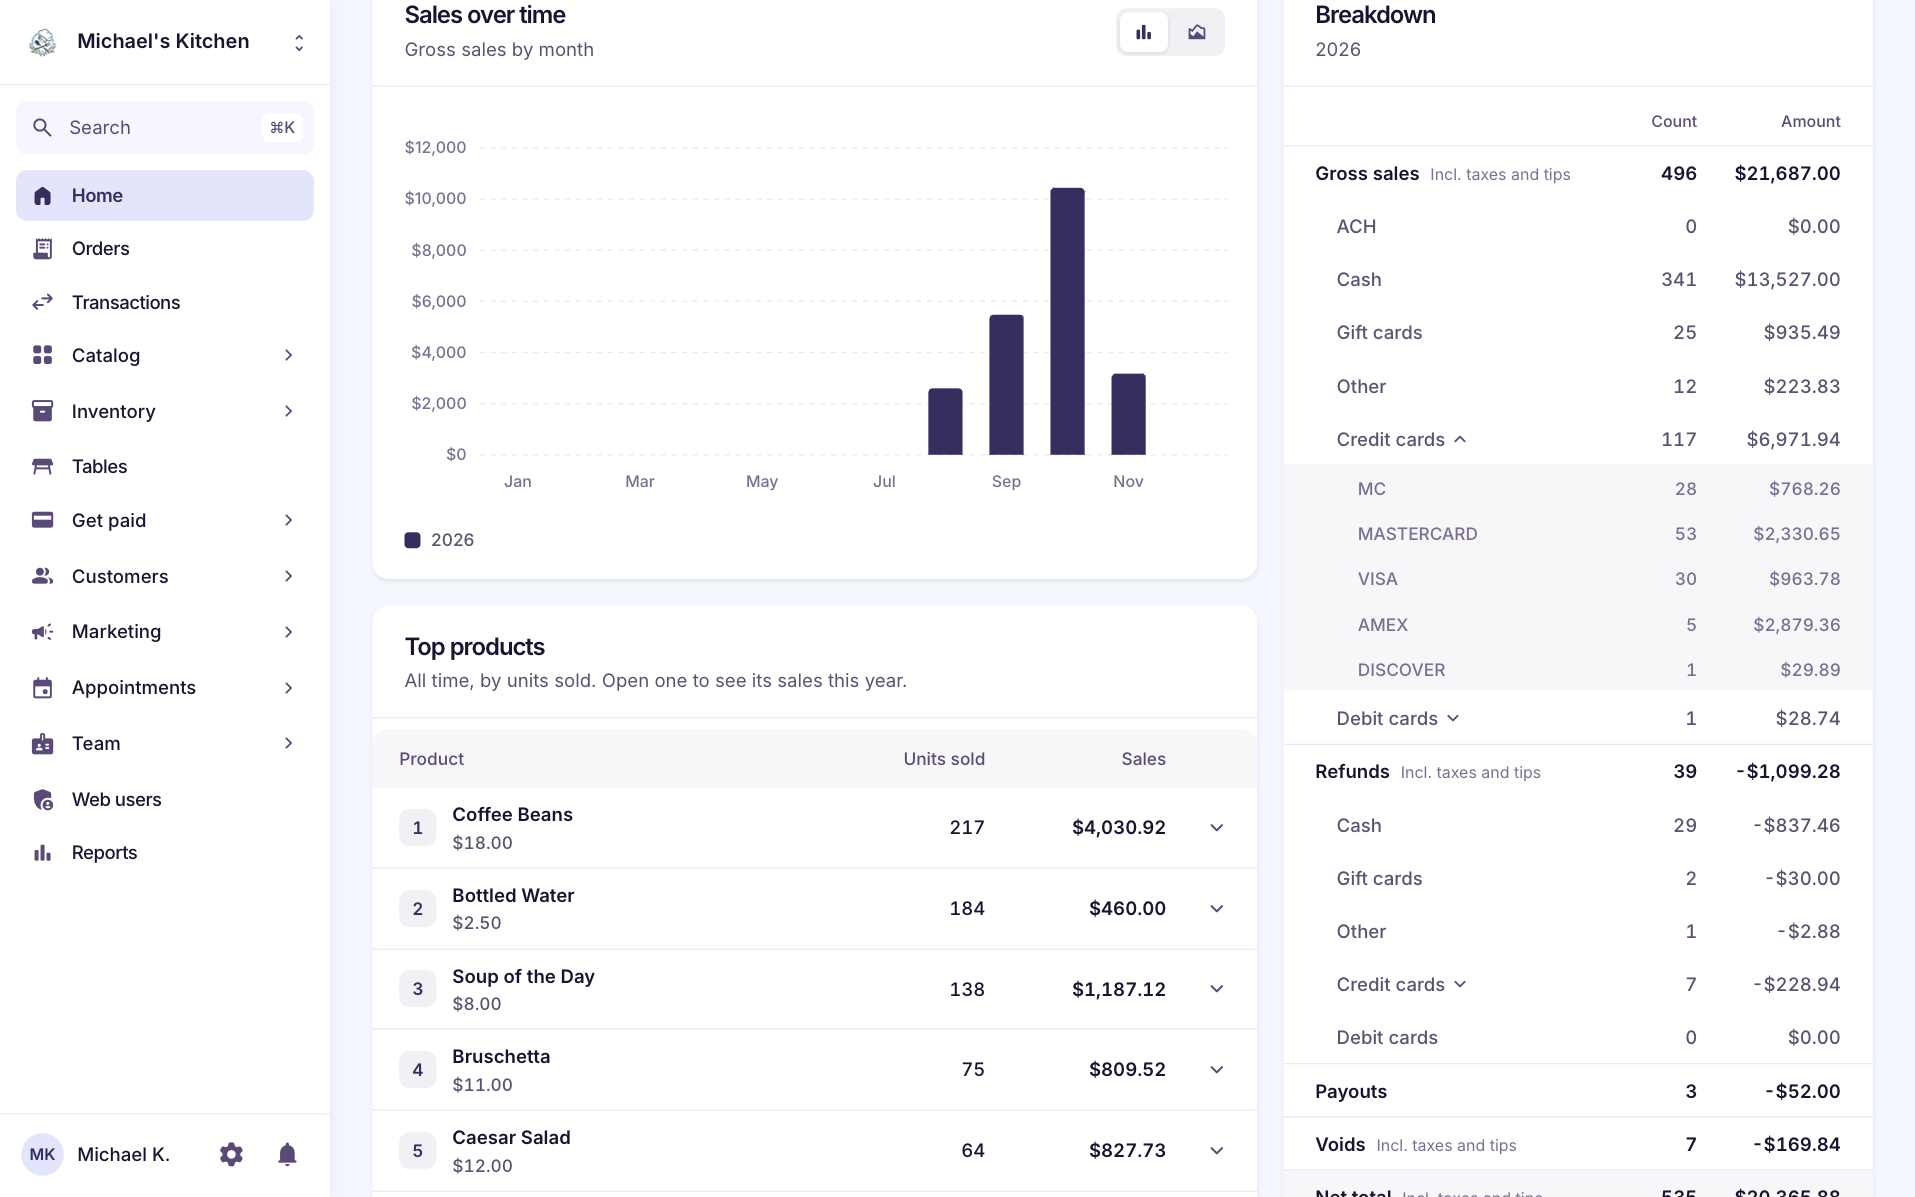 Michael's Kitchen
Search ⌘K
Home
Orders
Transactions
Catalog
Inventory
Tables
Get paid
Customers
Marketing
Appointments
Team
Web users
Reports
MK Michael K.
Sales over time
Gross sales by month
$12,000
$10,000
$8,000
$6,000
$4,000
$2,000
$0
Jan Mar May Jul Sep Nov
2026
Top products
All time, by units sold. Open one to see its sales this year.
Product Units sold Sales
1 Coffee Beans 217 $4,030.92
$18.00
2 Bottled Water 184 $460.00
$2.50
3 Soup of the Day 138 $1,187.12
$8.00
4 Bruschetta 75 $809.52
$11.00
5 Caesar Salad 64 $827.73
$12.00
Breakdown
2026
Count Amount
Gross sales Incl. taxes and tips 496 $21,687.00
ACH 0 $0.00
Cash 341 $13,527.00
Gift cards 25 $935.49
Other 12 $223.83
Credit cards 117 $6,971.94
MC 28 $768.26
MASTERCARD 53 $2,330.65
VISA 30 $963.78
AMEX 5 $2,879.36
DISCOVER 1 $29.89
Debit cards 1 $28.74
Refunds Incl. taxes and tips 39 -$1,099.28
Cash 29 -$837.46
Gift cards 2 -$30.00
Other 1 -$2.88
Credit cards 7 -$228.94
Debit cards 0 $0.00
Payouts 3 -$52.00
Voids Incl. taxes and tips 7 -$169.84
Net total Incl. taxes and tips 535 $20,365.88